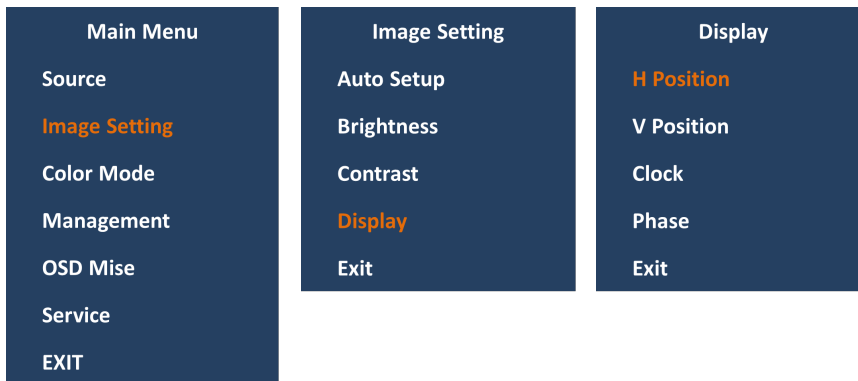 Main Menu
Source
Image Setting
Color Mode
Management
OSD Mise
Service
EXIT
Image Setting
Auto Setup
Brightness
Contrast
Display
Exit
Display
H Position
V Position
Clock
Phase
Exit